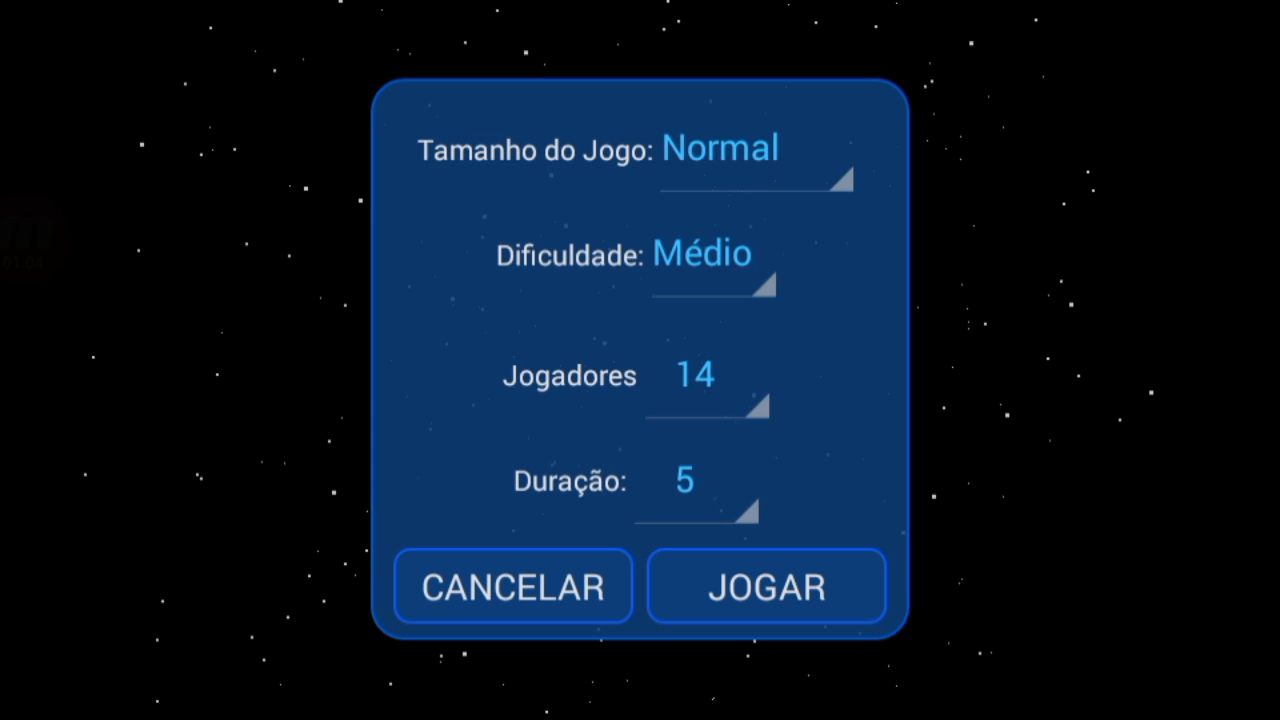 Tamanho do Jogo: Normal
Dificuldade: Médio
Jogadores 14
Duração: 5
CANCELAR JOGAR